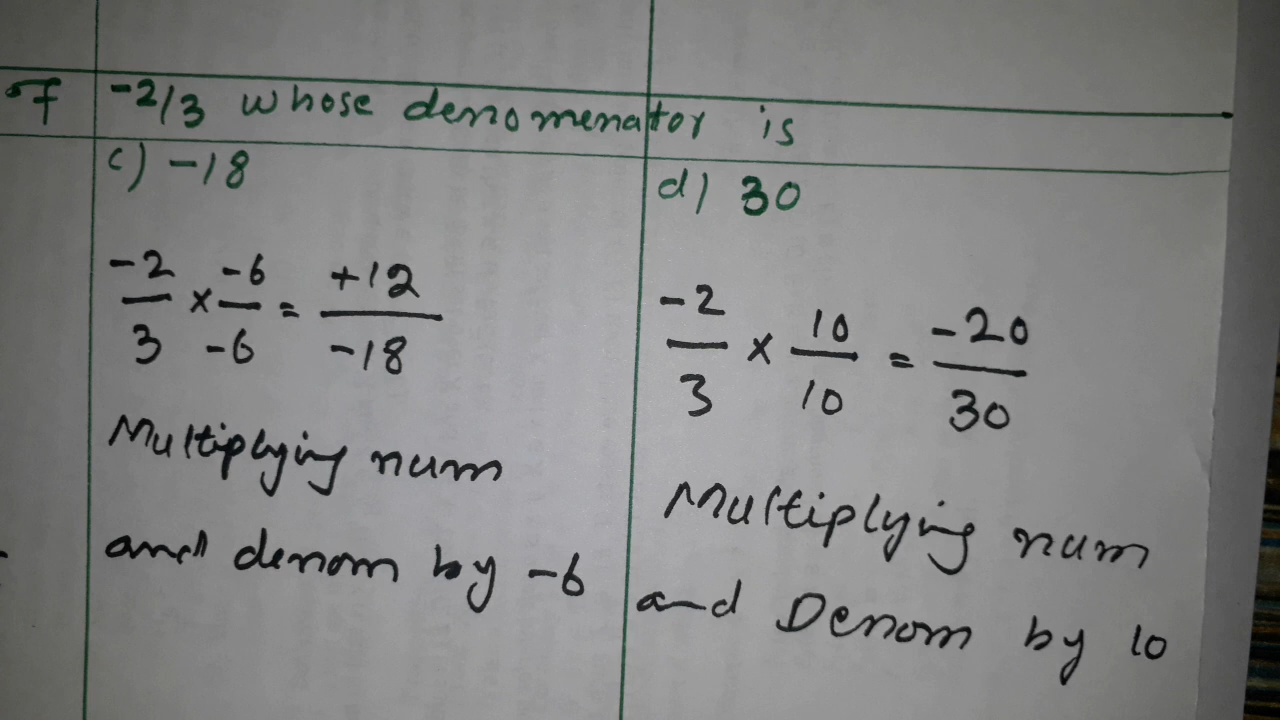 of -2/3 whose denomenator is
c) -18
-2/3 × -6/-6 = +12/-18
Multiplying num
and denom by -6
d) 30
-2/3 × 10/10 = -20/30
Multiplying num
and Denom by 10